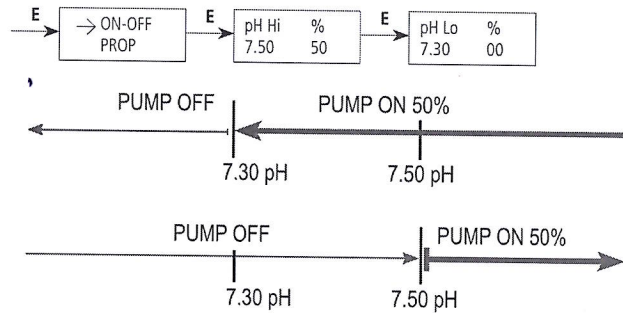 E
→ ON-OFF
PROP
E
pH Hi %
7.50 50
E
pH Lo %
7.30 00
PUMP OFF PUMP ON 50%
7.30 pH 7.50 pH
PUMP OFF PUMP ON 50%
7.30 pH 7.50 pH